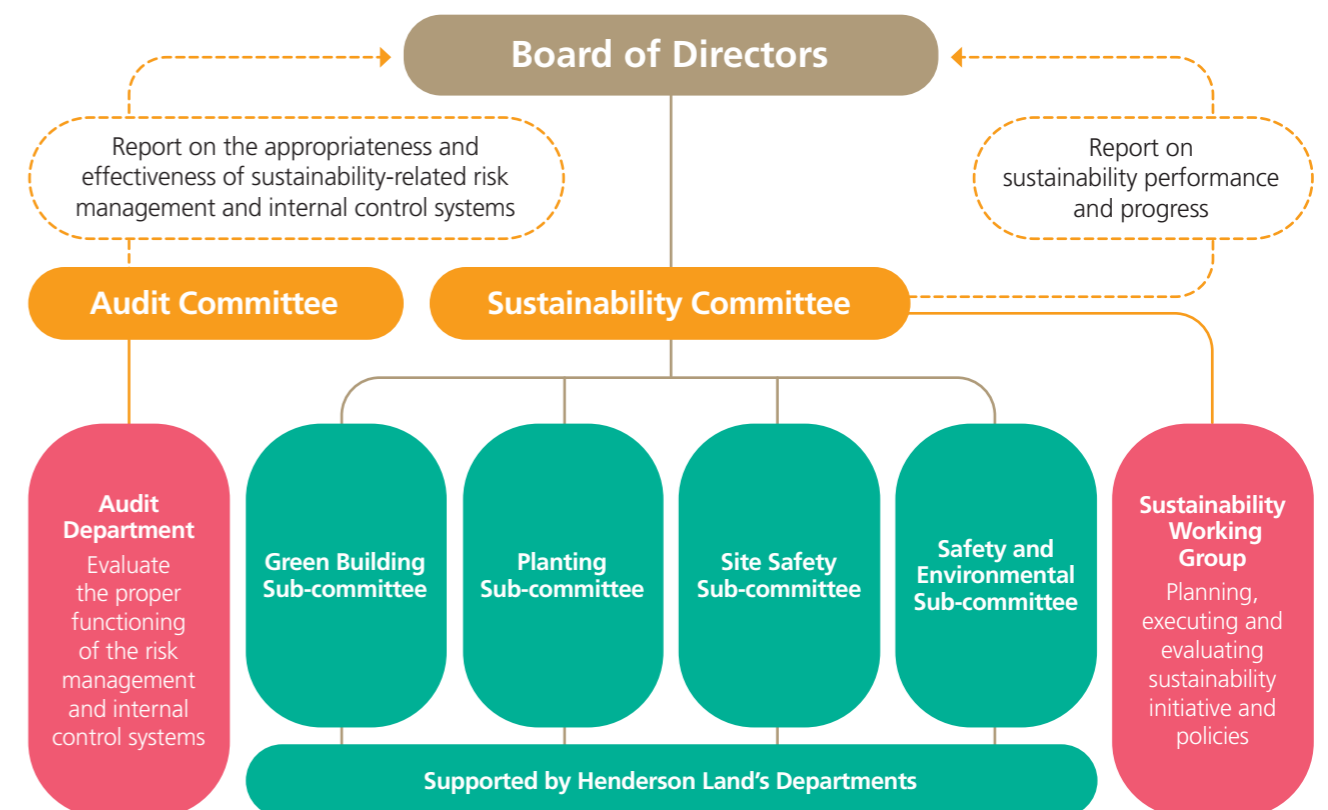 Board of Directors
Report on the appropriateness and
effectiveness of sustainability-related risk
management and internal control systems
Report on
sustainability performance
and progress
Audit Committee
Sustainability Committee
Audit
Department
Evaluate
the proper
functioning
of the risk
management
and internal
control systems
Green Building
Sub-committee
Planting
Sub-committee
Site Safety
Sub-committee
Safety and
Environmental
Sub-committee
Sustainability
Working
Group
Planning,
executing and
evaluating
sustainability
initiative and
policies
Supported by Henderson Land’s Departments